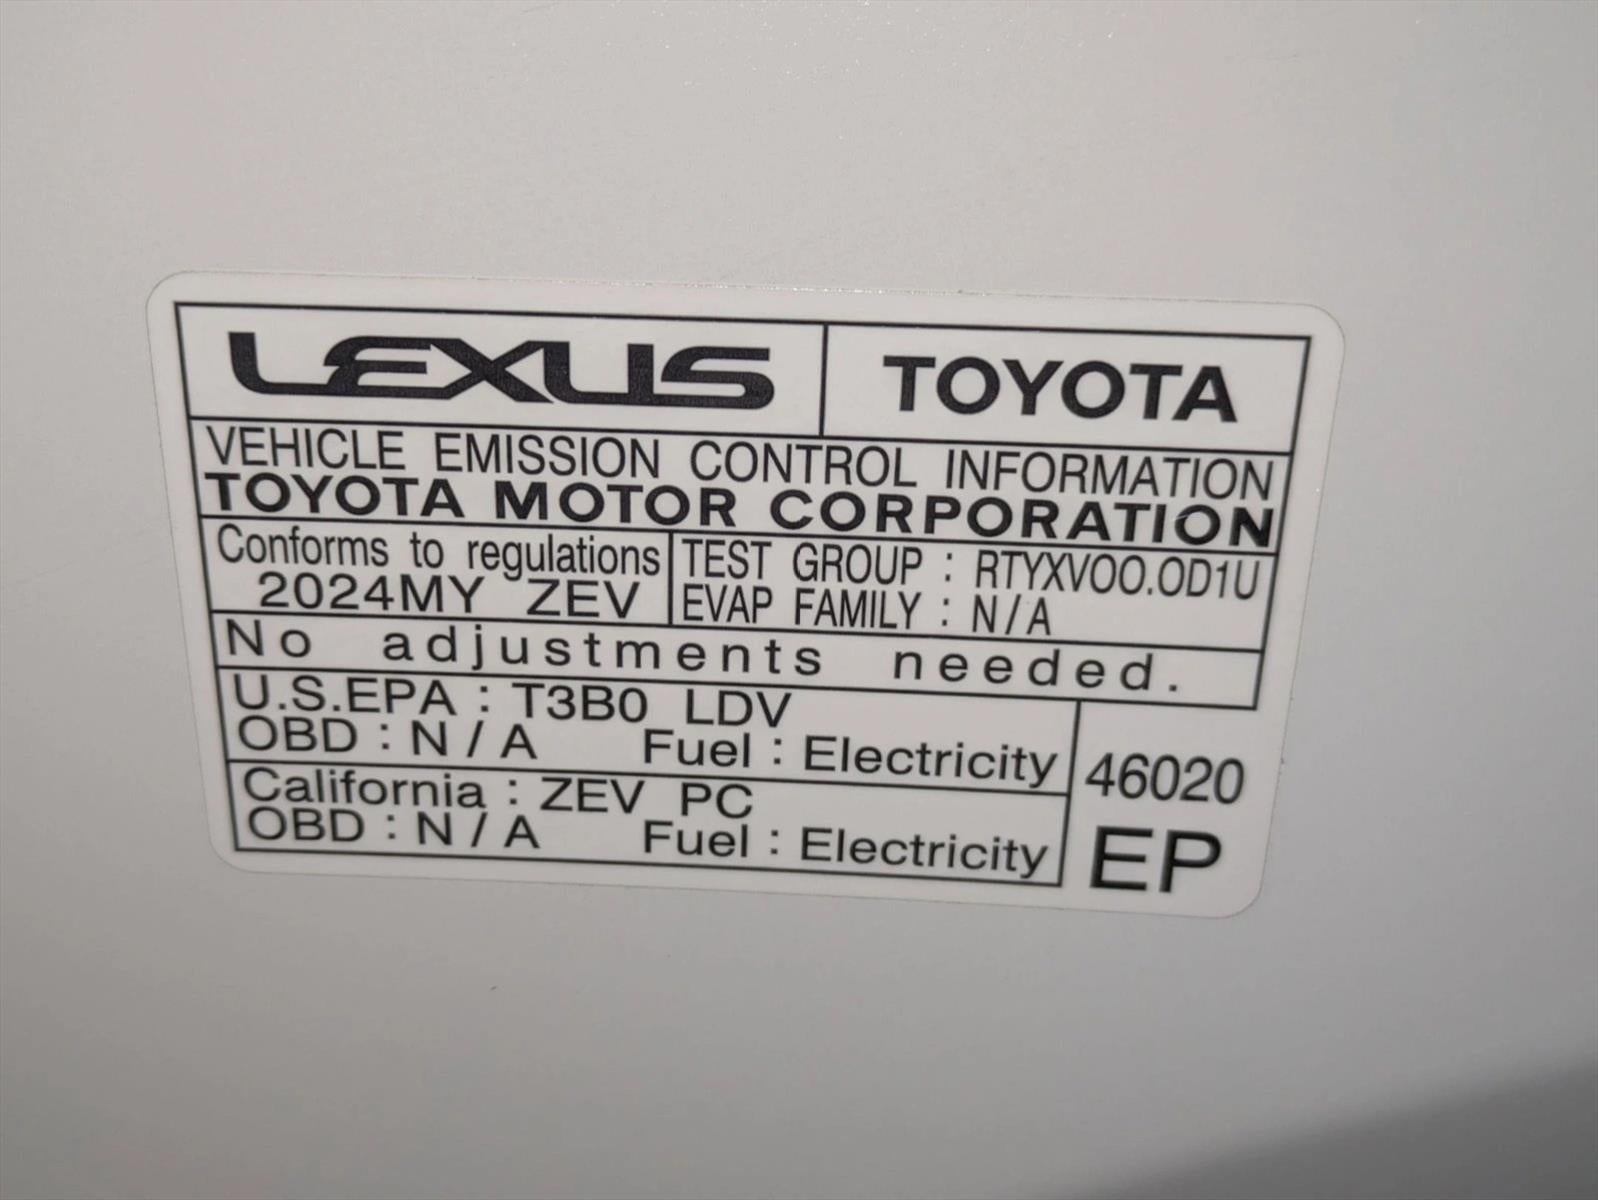 LEXUS TOYOTA
VEHICLE EMISSION CONTROL INFORMATION
TOYOTA MOTOR CORPORATION
Conforms to regulations
2024MY ZEV
TEST GROUP : RTYXV00.0D1U
EVAP FAMILY : N/A
No adjustments needed.
U.S.EPA : T3B0 LDV
OBD : N/A Fuel : Electricity
California : ZEV PC
OBD : N/A Fuel : Electricity
46020
EP